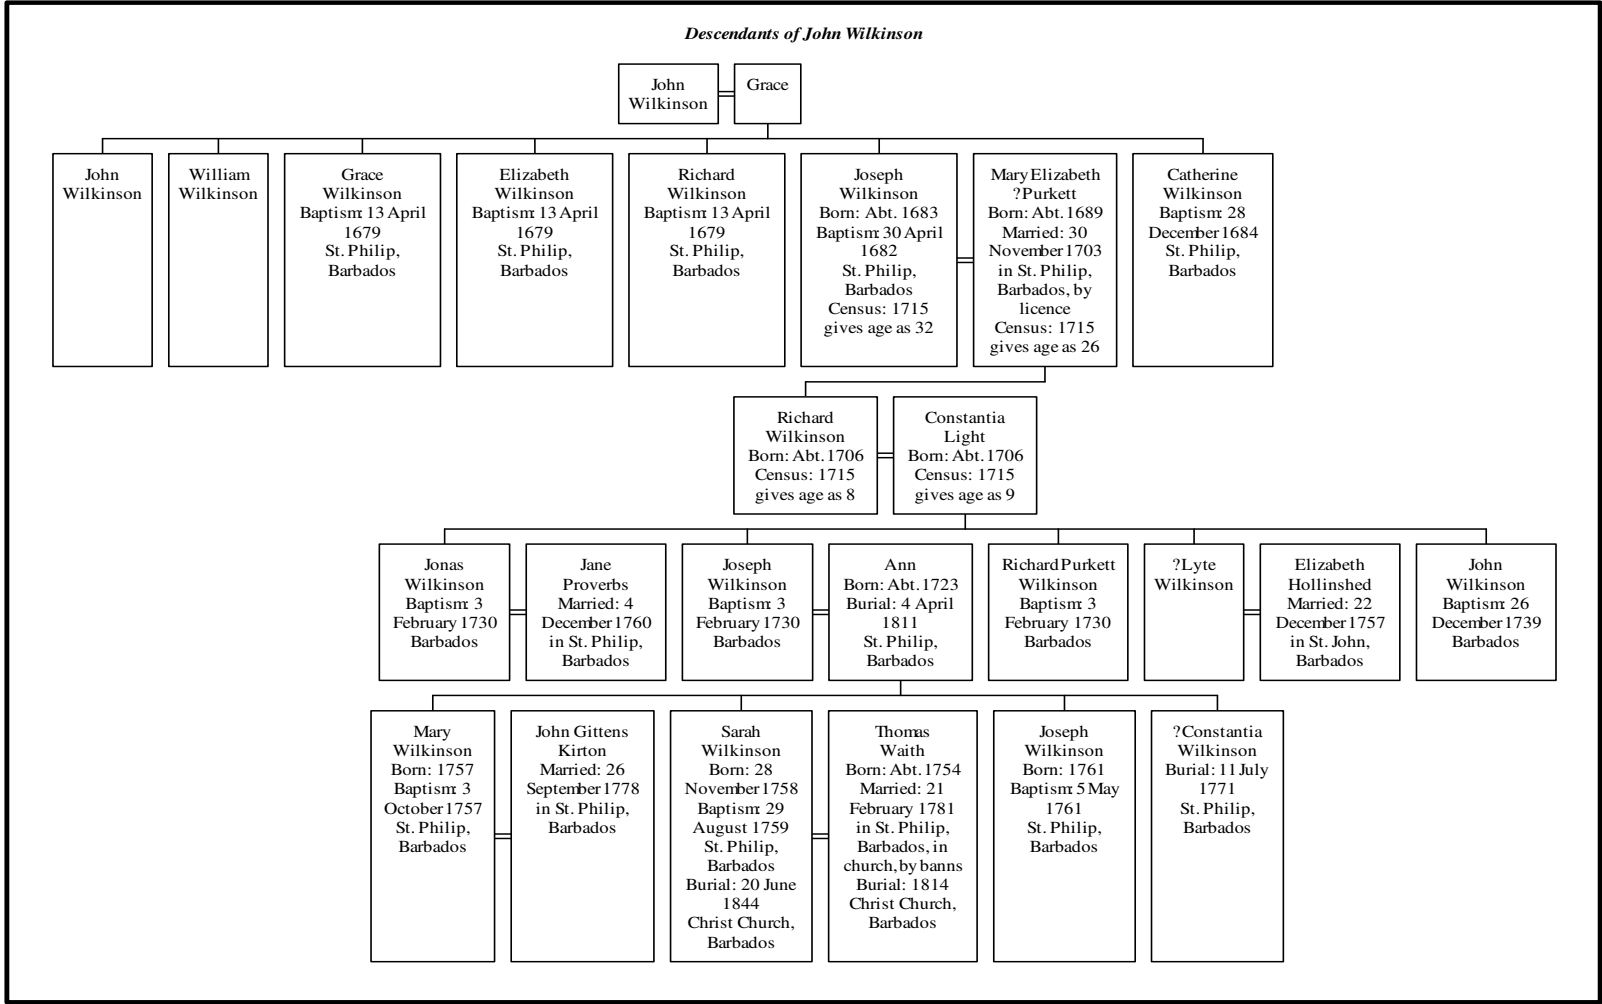 Descendants of John Wilkinson
John
Wilkinson
Grace
John
Wilkinson
William
Wilkinson
Grace
Wilkinson
Baptism: 13 April
1679
St. Philip,
Barbados
Elizabeth
Wilkinson
Baptism: 13 April
1679
St. Philip,
Barbados
Richard
Wilkinson
Baptism: 13 April
1679
St. Philip,
Barbados
Joseph
Wilkinson
Born: Abt. 1683
Baptism: 30 April
1682
St. Philip,
Barbados
Census: 1715
gives age as 32
Mary Elizabeth
?Purkett
Born: Abt. 1689
Married: 30
November 1703
in St. Philip,
Barbados, by
licence
Census: 1715
gives age as 26
Catherine
Wilkinson
Baptism: 28
December 1684
St. Philip,
Barbados
Richard
Wilkinson
Born: Abt. 1706
Census: 1715
gives age as 8
Constantia
Light
Born: Abt. 1706
Census: 1715
gives age as 9
Jonas
Wilkinson
Baptism: 3
February 1730
Barbados
Jane
Proverbs
Married: 4
December 1760
in St. Philip,
Barbados
Joseph
Wilkinson
Baptism: 3
February 1730
Barbados
Ann
Born: Abt. 1723
Burial: 4 April
1811
St. Philip,
Barbados
Richard Purkett
Wilkinson
Baptism: 3
February 1730
Barbados
?Lyte
Wilkinson
Elizabeth
Hollinshed
Married: 22
December 1757
in St. John,
Barbados
John
Wilkinson
Baptism: 26
December 1739
Barbados
Mary
Wilkinson
Born: 1757
Baptism: 3
October 1757
St. Philip,
Barbados
John Gittens
Kirton
Married: 26
September 1778
in St. Philip,
Barbados
Sarah
Wilkinson
Born: 28
November 1758
Baptism: 29
August 1759
St. Philip,
Barbados
Burial: 20 June
1844
Christ Church,
Barbados
Thomas
Waith
Born: Abt. 1754
Married: 21
February 1781
in St. Philip,
Barbados, in
church, by banns
Burial: 1814
Christ Church,
Barbados
Joseph
Wilkinson
Born: 1761
Baptism: 5 May
1761
St. Philip,
Barbados
?Constantia
Wilkinson
Burial: 11 July
1771
St. Philip,
Barbados